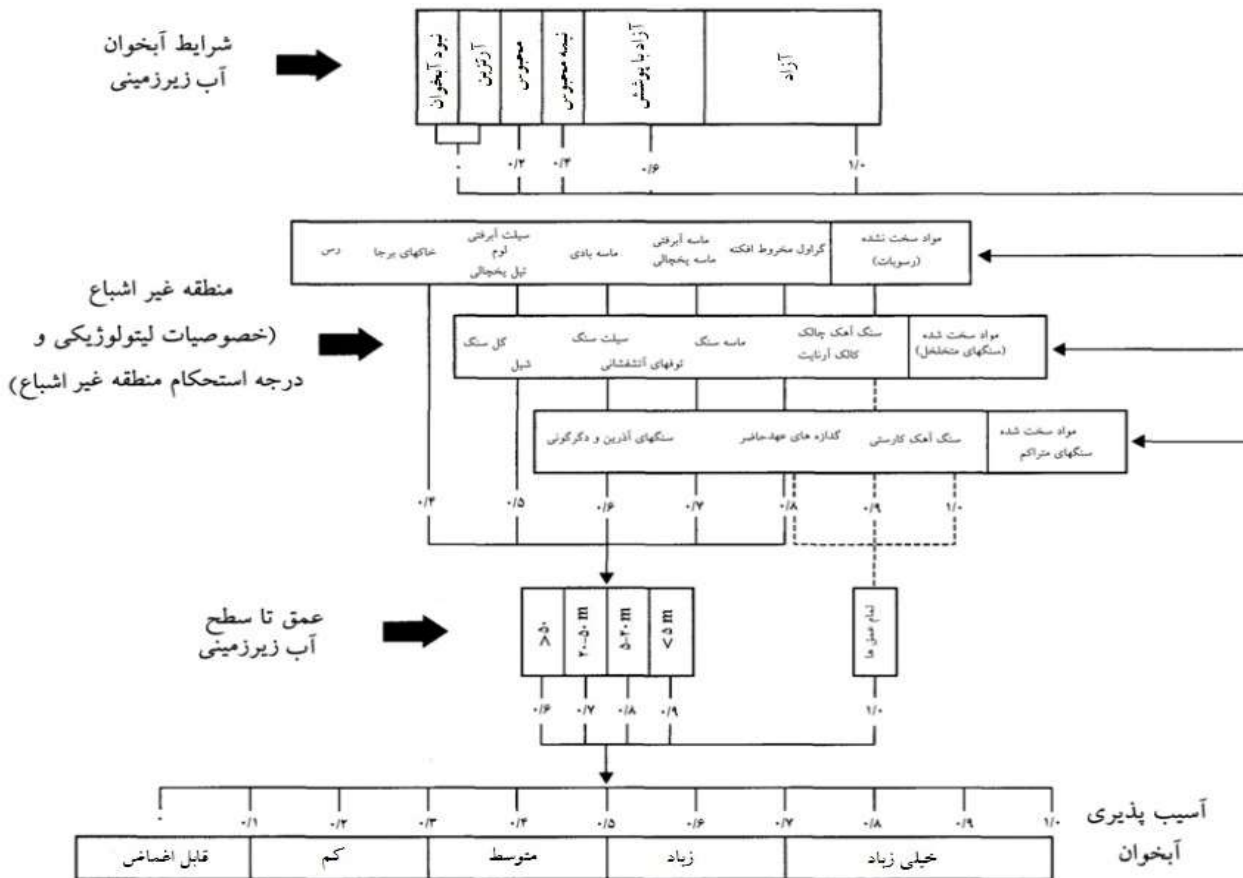 شرایط آبخوان
آب زیرزمینی
نبود آبخوان
آرتزین
محبوس
نیمه محبوس
آزاد با پوشش
آزاد
۰
۰/۲
۰/۴
۰/۶
۱/۰
منطقه غیر اشباع
(خصوصیات لیتولوژیکی و
درجه استحکام منطقه غیر اشباع)
مواد سخت نشده
(رسوبات)
گراول مخروط افکنه
ماسه آبرفتی
ماسه یخچالی
ماسه بادی
سیلت آبرفتی
لوم
تیل یخچالی
خاکهای برجا
رس
مواد سخت شده
(سنگهای متخلخل)
سنگ آهک چالک
کالک آرنایت
ماسه سنگ
سیلت سنگ
توفهای آتشفشانی
گل سنگ
شیل
مواد سخت شده
سنگهای متراکم
سنگ آهک کارستی
گدازه های عهدحاضر
سنگهای آذرین و دگرگونی
۰/۴
۰/۵
۰/۶
۰/۷
۰/۸
۰/۹
۱/۰
عمق تا سطح
آب زیرزمینی
>۵۰
۲۰-۵۰ m
۵-۲۰ m
<۵ m
تمام عمق ها
۰/۶
۰/۷
۰/۸
۰/۹
۱/۰
آسیب پذیری
آبخوان
۰
۰/۱
۰/۲
۰/۳
۰/۴
۰/۵
۰/۶
۰/۷
۰/۸
۰/۹
۱/۰
قابل اغماض
کم
متوسط
زیاد
خیلی زیاد